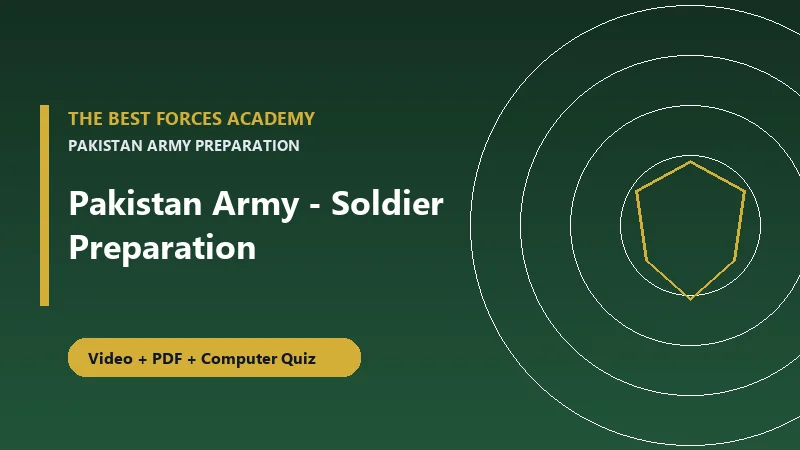 THE BEST FORCES ACADEMY
PAKISTAN ARMY PREPARATION
Pakistan Army - Soldier
Preparation
Video + PDF + Computer Quiz